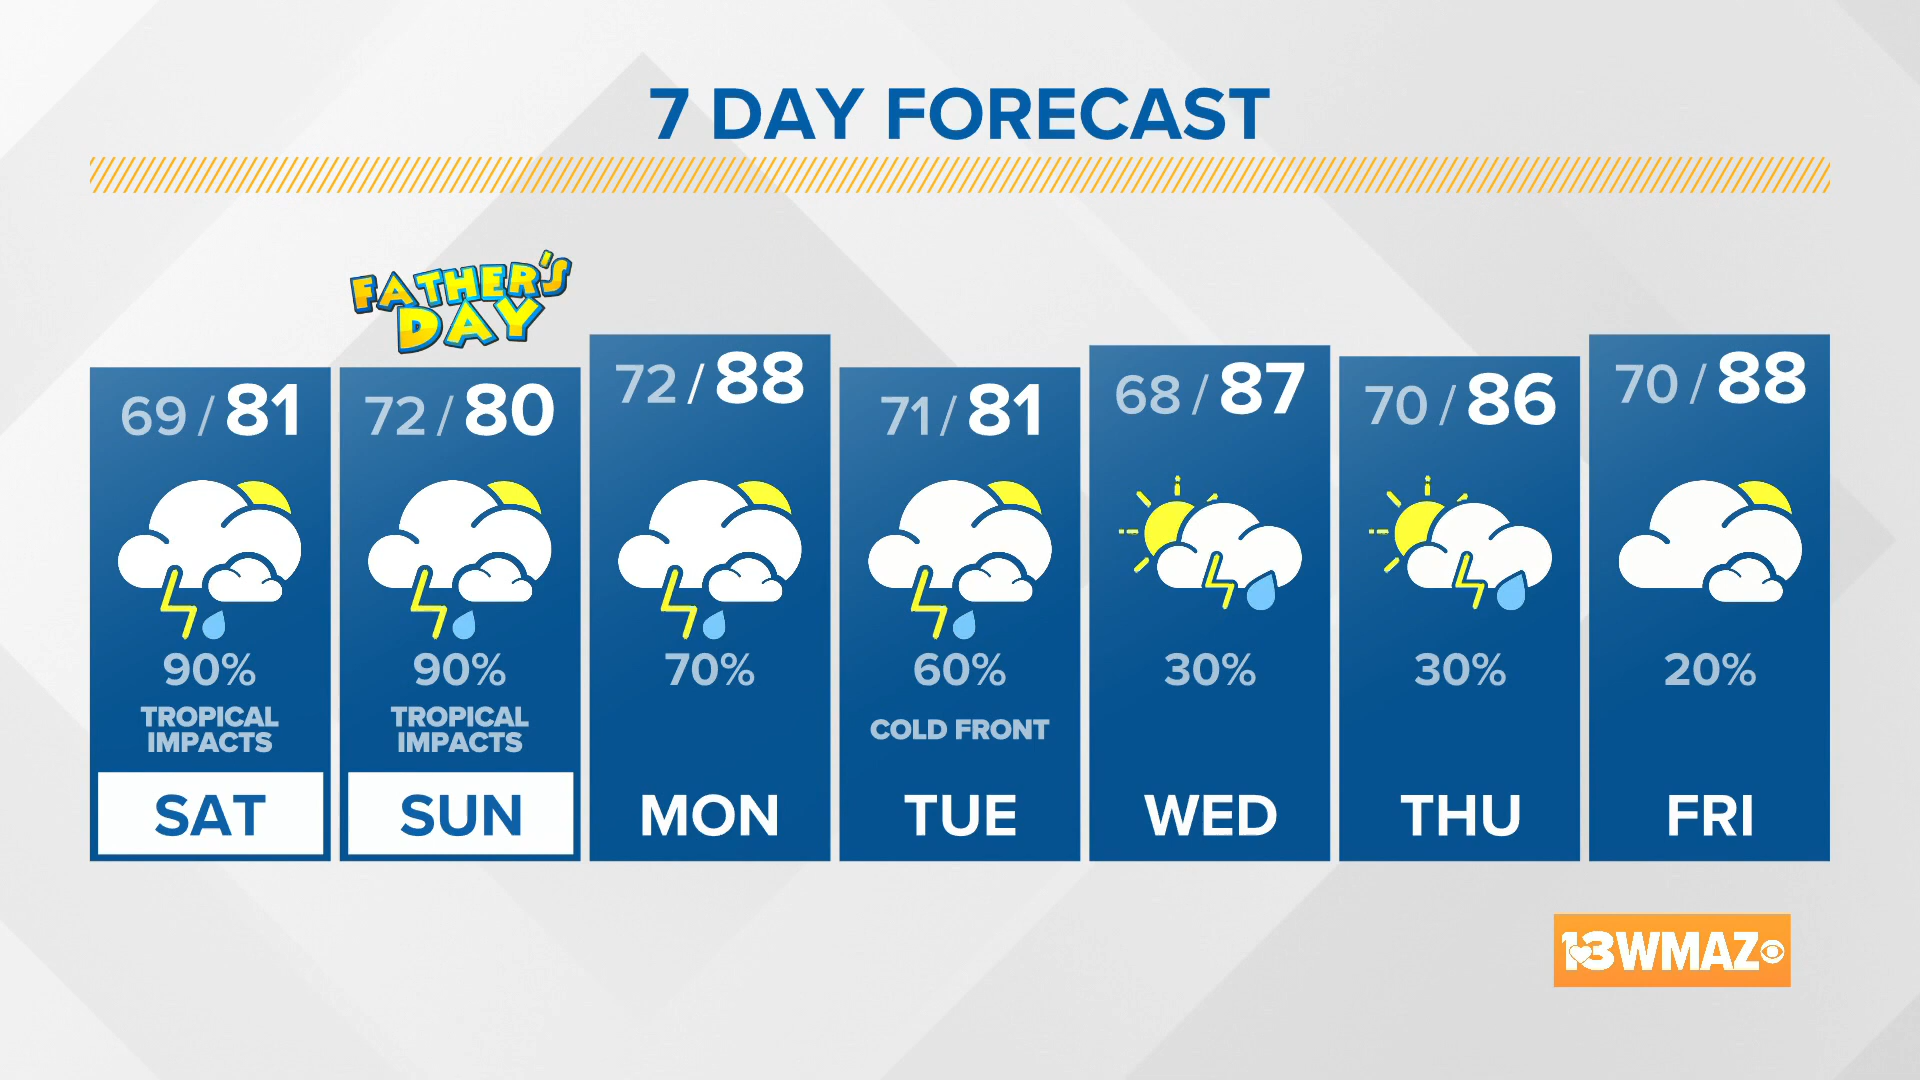 7 DAY FORECAST
FATHER'S
DAY
69/81
90%
TROPICAL
IMPACTS
SAT
72/80
90%
TROPICAL
IMPACTS
SUN
72/88
70%
MON
71/81
60%
COLD FRONT
TUE
68/87
30%
WED
70/86
30%
THU
70/88
20%
FRI
13WMAZ